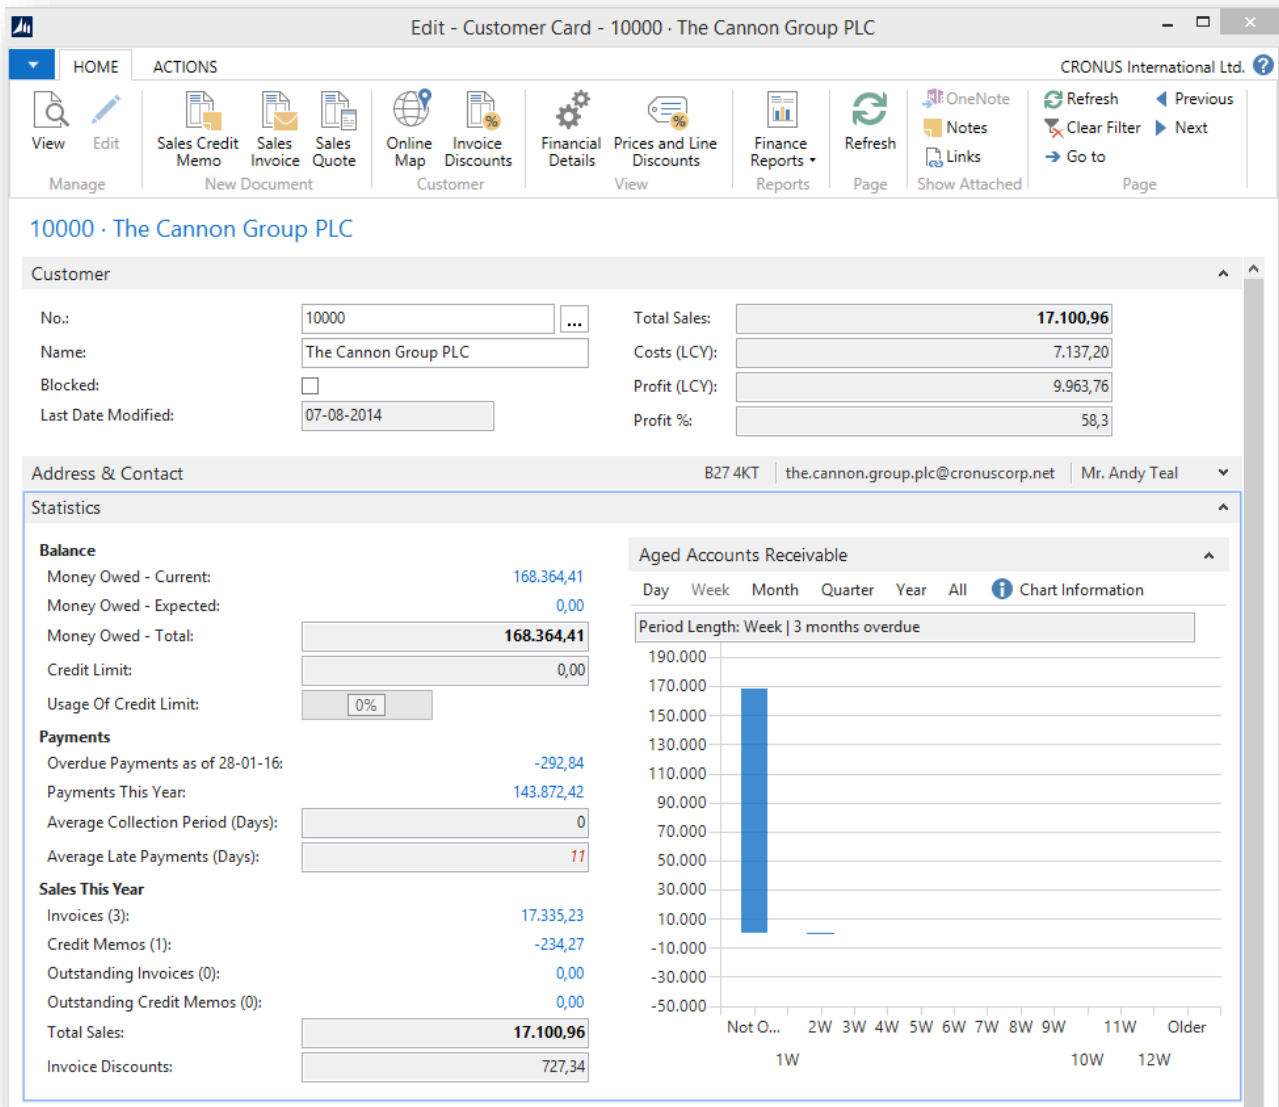 Edit - Customer Card - 10000 · The Cannon Group PLC
HOME ACTIONS CRONUS International Ltd. ?
View Edit
Manage
Sales Credit Memo Sales Invoice Sales Quote
New Document
Online Map Invoice Discounts
Customer
Financial Details Prices and Line Discounts
View
Finance Reports
Reports
Refresh
Page
OneNote
Notes
Links
Show Attached
Refresh Previous
Clear Filter Next
Go to
Page
10000 · The Cannon Group PLC
Customer
No.: 10000 ...
Name: The Cannon Group PLC
Blocked:
Last Date Modified: 07-08-2014
Total Sales: 17.100,96
Costs (LCY): 7.137,20
Profit (LCY): 9.963,76
Profit %: 58,3
Address & Contact B27 4KT the.cannon.group.plc@cronuscorp.net Mr. Andy Teal
Statistics
Balance
Money Owed - Current: 168.364,41
Money Owed - Expected: 0,00
Money Owed - Total: 168.364,41
Credit Limit: 0,00
Usage Of Credit Limit: 0%
Payments
Overdue Payments as of 28-01-16: -292,84
Payments This Year: 143.872,42
Average Collection Period (Days): 0
Average Late Payments (Days): 11
Sales This Year
Invoices (3): 17.335,23
Credit Memos (1): -234,27
Outstanding Invoices (0): 0,00
Outstanding Credit Memos (0): 0,00
Total Sales: 17.100,96
Invoice Discounts: 727,34
Aged Accounts Receivable
Day Week Month Quarter Year All Chart Information
Period Length: Week | 3 months overdue
190.000
170.000
150.000
130.000
110.000
90.000
70.000
50.000
30.000
10.000
-10.000
-30.000
-50.000
Not O... 2W 3W 4W 5W 6W 7W 8W 9W 11W Older
1W 10W 12W